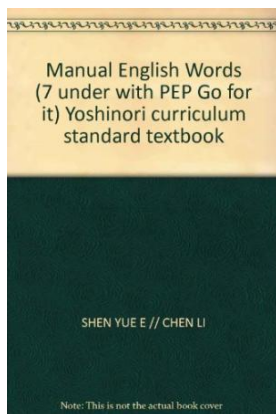 Manual English Words
(7 under with PEP Go for
it) Yoshinori curriculum
standard textbook
SHEN YUE E // CHEN LI
Note: This is not the actual book cover